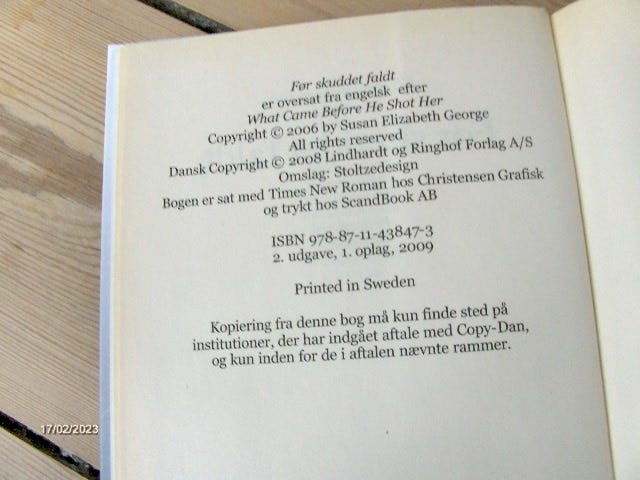 Før skuddet faldt
er oversat fra engelsk efter
What Came Before He Shot Her
Copyright © 2006 by Susan Elizabeth George
All rights reserved
Dansk Copyright © 2008 Lindhardt og Ringhof Forlag A/S
Omslag: Stoltzedesign
Bogen er sat med Times New Roman hos Christensen Grafisk
og trykt hos ScandBook AB
ISBN 978-87-11-43847-3
2. udgave, 1. oplag, 2009
Printed in Sweden
Kopiering fra denne bog må kun finde sted på
institutioner, der har indgået aftale med Copy-Dan,
og kun inden for de i aftalen nævnte rammer.
17/02/2023